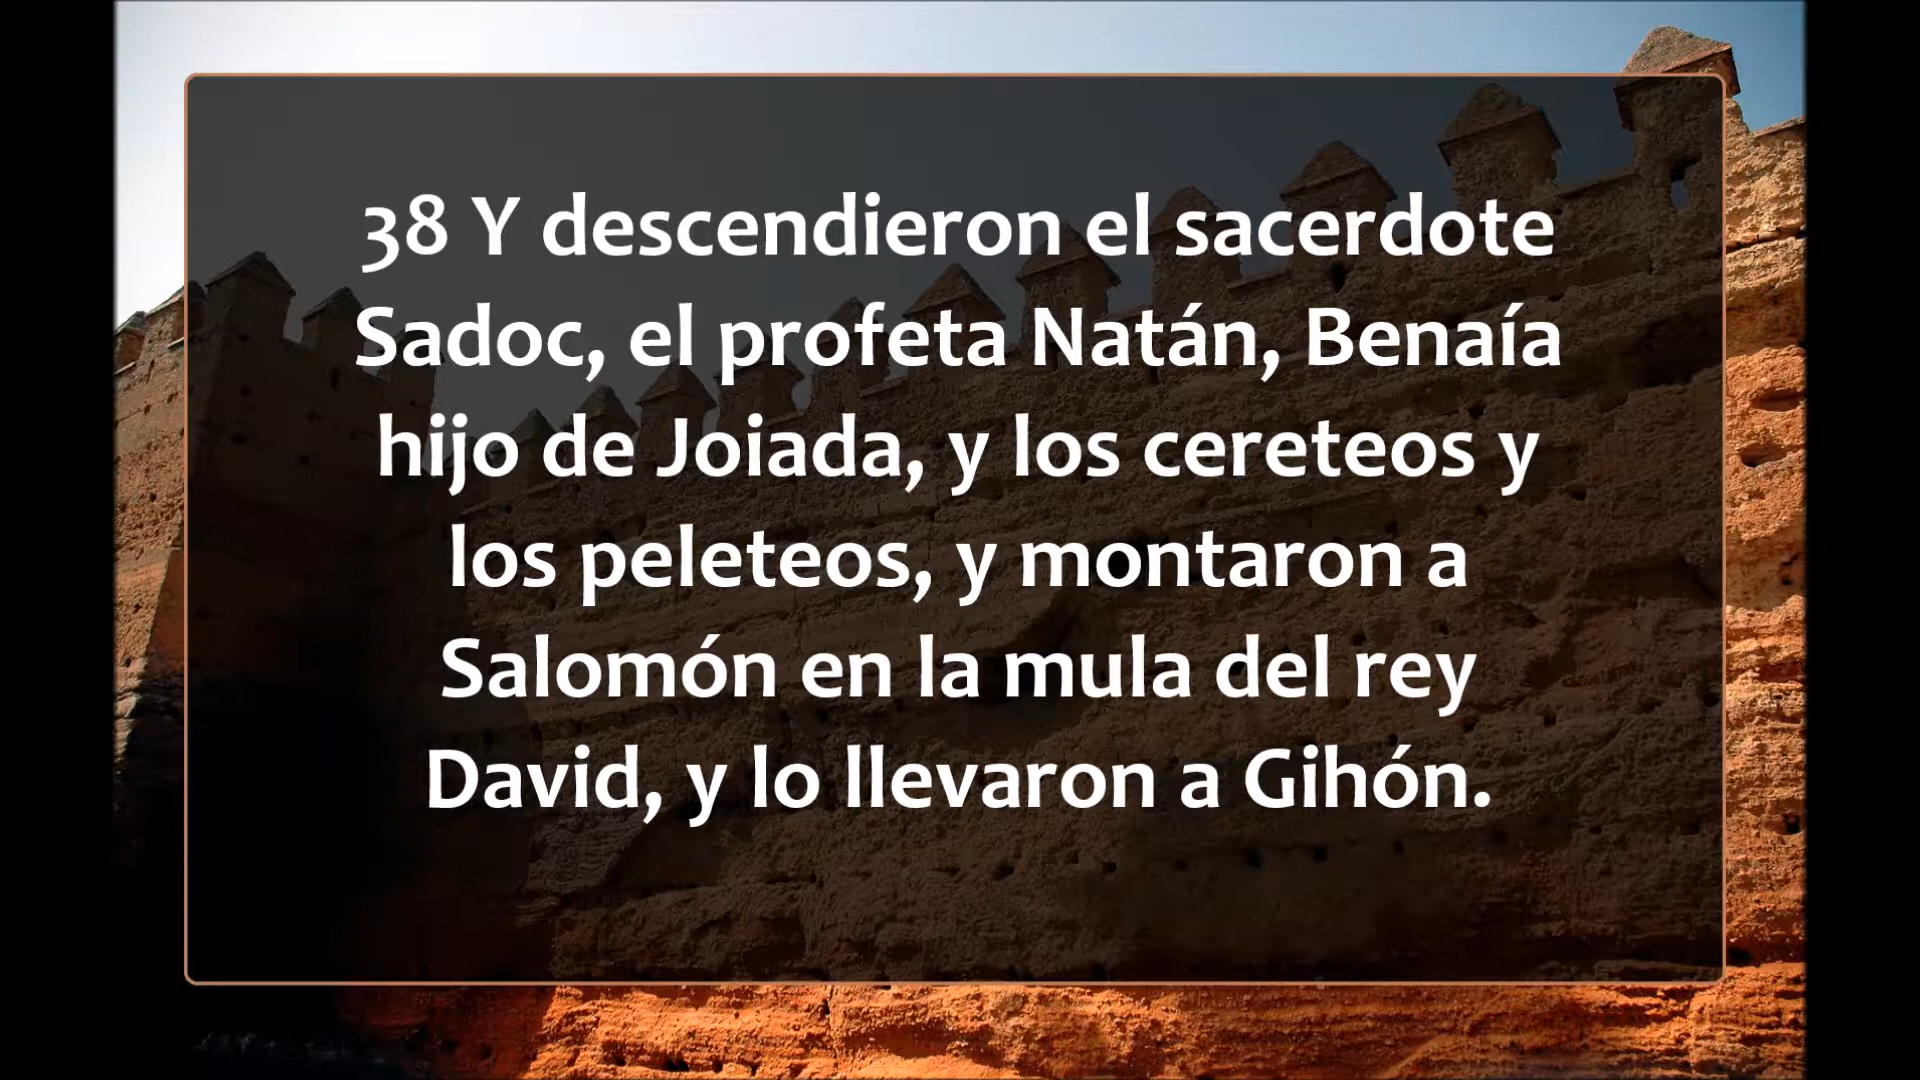 38 Y descendieron el sacerdote
Sadoc, el profeta Natán, Benaía
hijo de Joiada, y los cereteos y
los peleteos, y montaron a
Salomón en la mula del rey
David, y lo llevaron a Gihón.